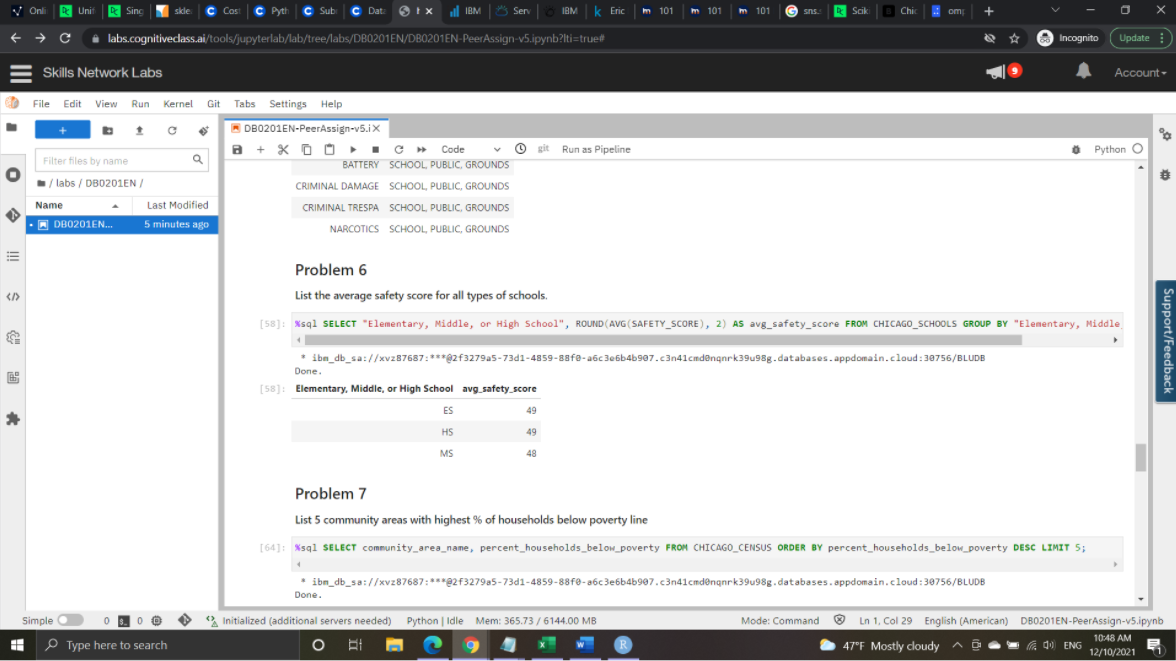 Onli
Unif
Sing
skle
Cost
Pyth
Sub
Data
IBM
Serv
IBM
Eric
101
101
101
sns.
Scik
Chic
omp
labs.cognitiveclass.ai/tools/jupyterlab/lab/tree/labs/DB0201EN/DB0201EN-PeerAssign-v5.ipynb?lti=true#
Incognito
Update
Skills Network Labs
9
Account
File Edit View Run Kernel Git Tabs Settings Help
DB0201EN-PeerAssign-v5.i
Code
git
Run as Pipeline
Python
Filter files by name
/ labs / DB0201EN /
Name Last Modified
DB0201EN... 5 minutes ago
BATTERY SCHOOL, PUBLIC, GROUNDS
CRIMINAL DAMAGE SCHOOL, PUBLIC, GROUNDS
CRIMINAL TRESPA SCHOOL, PUBLIC, GROUNDS
NARCOTICS SCHOOL, PUBLIC, GROUNDS
Problem 6
List the average safety score for all types of schools.
[58]: %sql SELECT "Elementary, Middle, or High School", ROUND(AVG(SAFETY_SCORE), 2) AS avg_safety_score FROM CHICAGO_SCHOOLS GROUP BY "Elementary, Middle
* ibm_db_sa://xvz87687:***@2f3279a5-73d1-4859-88f0-a6c3e6b4b907.c3n41cmd0nqnrk39u98g.databases.appdomain.cloud:30756/BLUDB
Done.
[58]: Elementary, Middle, or High School avg_safety_score
ES 49
HS 49
MS 48
Problem 7
List 5 community areas with highest % of households below poverty line
[64]: %sql SELECT community_area_name, percent_households_below_poverty FROM CHICAGO_CENSUS ORDER BY percent_households_below_poverty DESC LIMIT 5;
* ibm_db_sa://xvz87687:***@2f3279a5-73d1-4859-88f0-a6c3e6b4b907.c3n41cmd0nqnrk39u98g.databases.appdomain.cloud:30756/BLUDB
Done.
Support/Feedback
Simple 0 0 Initialized (additional servers needed) Python | Idle Mem: 365.73 / 6144.00 MB Mode: Command Ln 1, Col 29 English (American) DB0201EN-PeerAssign-v5.ipynb
Type here to search
47°F Mostly cloudy
ENG
10:48 AM
12/10/2021
1